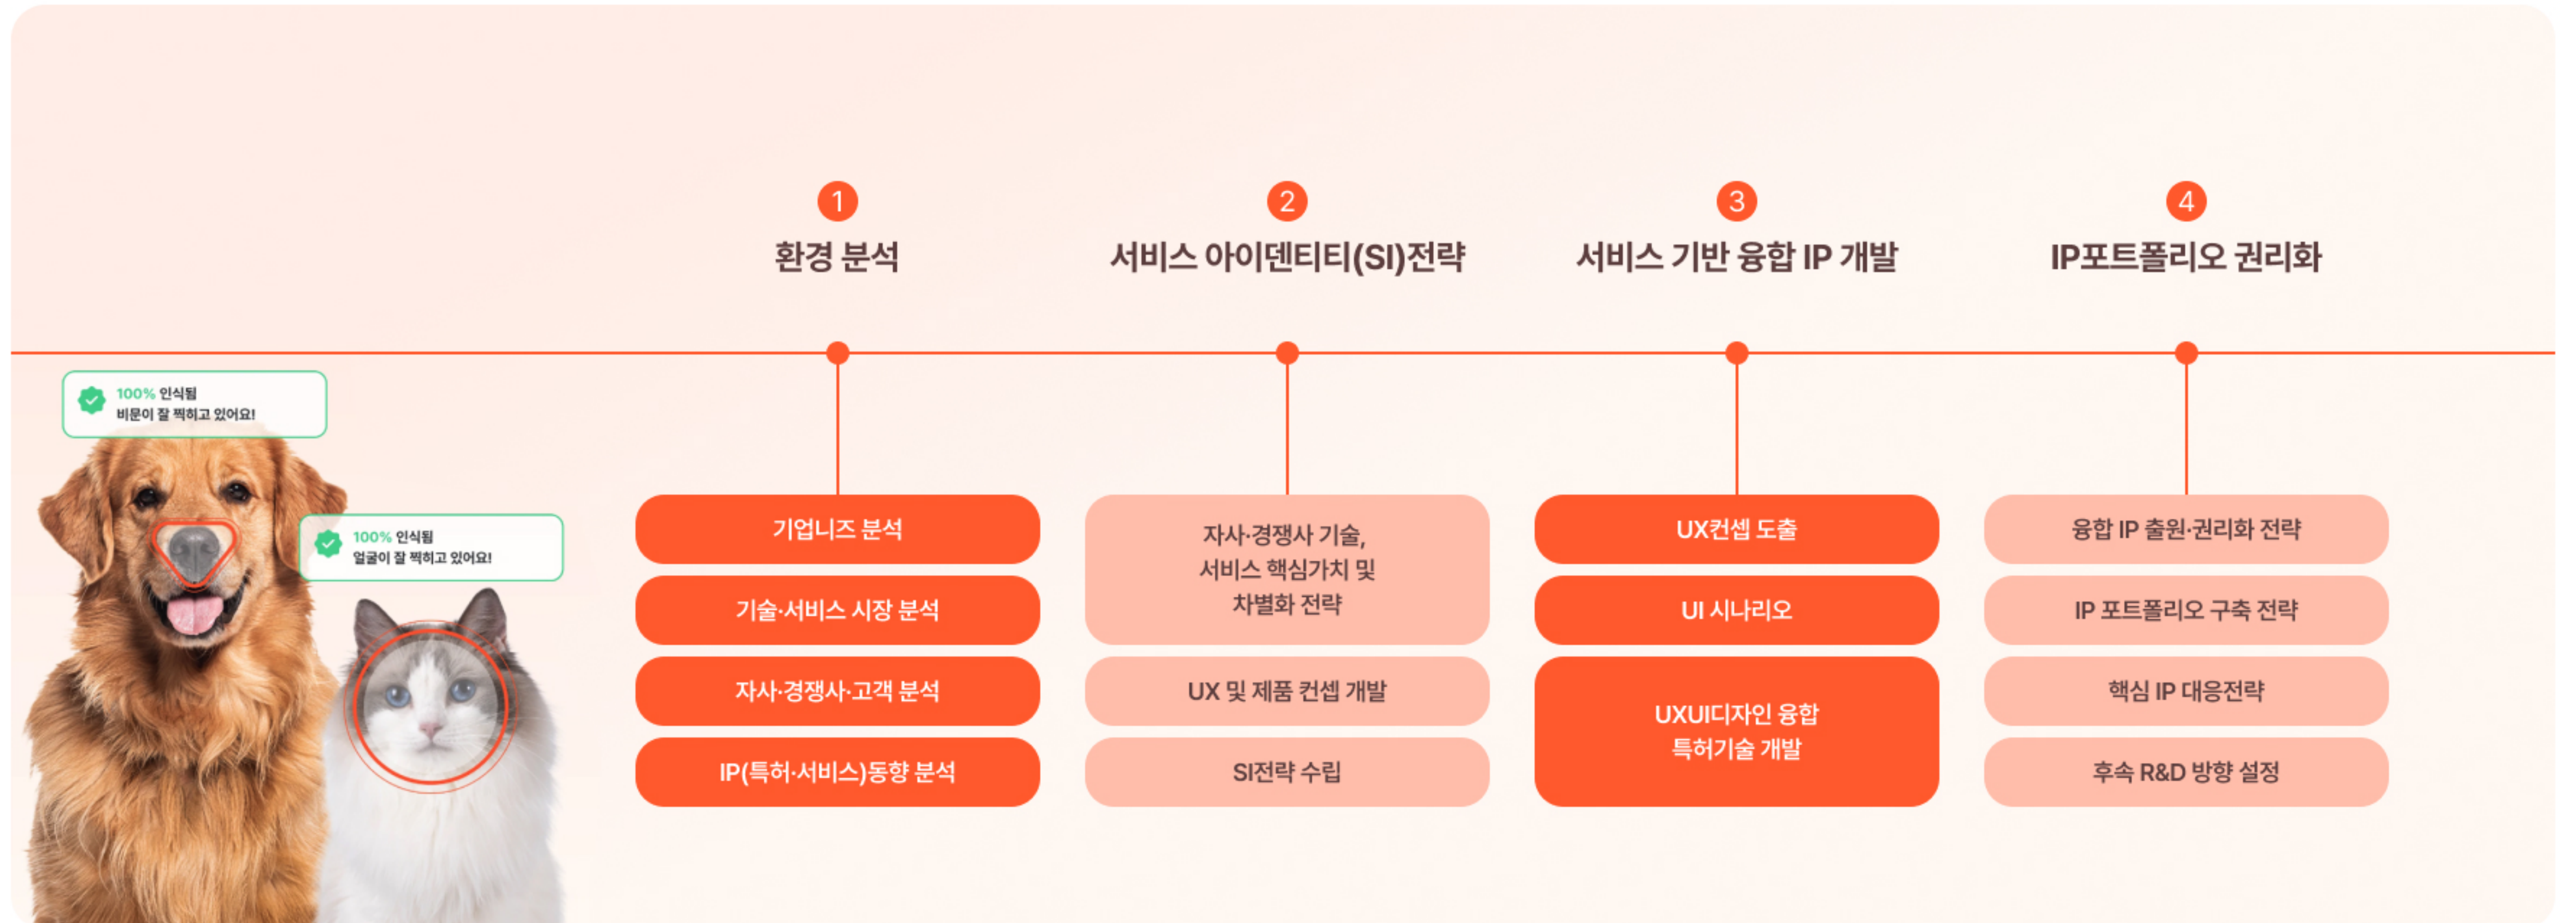 1
환경 분석
2
서비스 아이덴티티(SI)전략
3
서비스 기반 융합 IP 개발
4
IP포트폴리오 권리화
100% 인식됨
비문이 잘 찍히고 있어요!
100% 인식됨
얼굴이 잘 찍히고 있어요!
기업니즈 분석
기술·서비스 시장 분석
자사·경쟁사·고객 분석
IP(특허·서비스)동향 분석
자사·경쟁사 기술,
서비스 핵심가치 및
차별화 전략
UX 및 제품 컨셉 개발
SI전략 수립
UX컨셉 도출
UI 시나리오
UXUI디자인 융합
특허기술 개발
융합 IP 출원·권리화 전략
IP 포트폴리오 구축 전략
핵심 IP 대응전략
후속 R&D 방향 설정